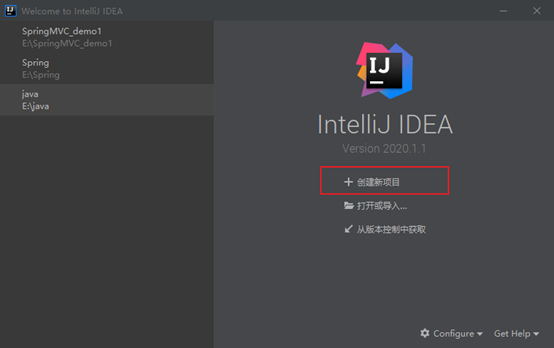 Welcome to IntelliJ IDEA
SpringMVC_demo1
E:\SpringMVC_demo1
Spring
E:\Spring
java
E:\java
IJ
IntelliJ IDEA
Version 2020.1.1
创建新项目
打开或导入...
从版本控制中获取
Configure
Get Help